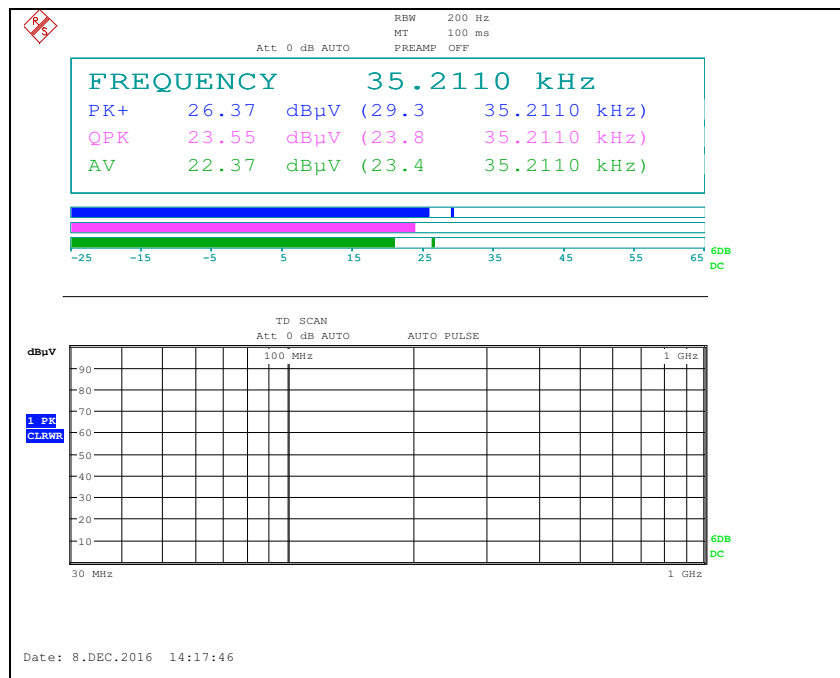 R S
RBW 200 Hz
MT 100 ms
Att 0 dB AUTO PREAMP OFF
FREQUENCY 35.2110 kHz
PK+ 26.37 dBµV (29.3 35.2110 kHz)
QPK 23.55 dBµV (23.8 35.2110 kHz)
AV 22.37 dBµV (23.4 35.2110 kHz)
-25 -15 -5 5 15 25 35 45 55 65
6DB
DC
TD SCAN
Att 0 dB AUTO AUTO PULSE
dBµV
100 MHz 1 GHz
90
80
70
1 PK
CLRWR
60
50
40
30
20
10
6DB
DC
30 MHz 1 GHz
Date: 8.DEC.2016 14:17:46